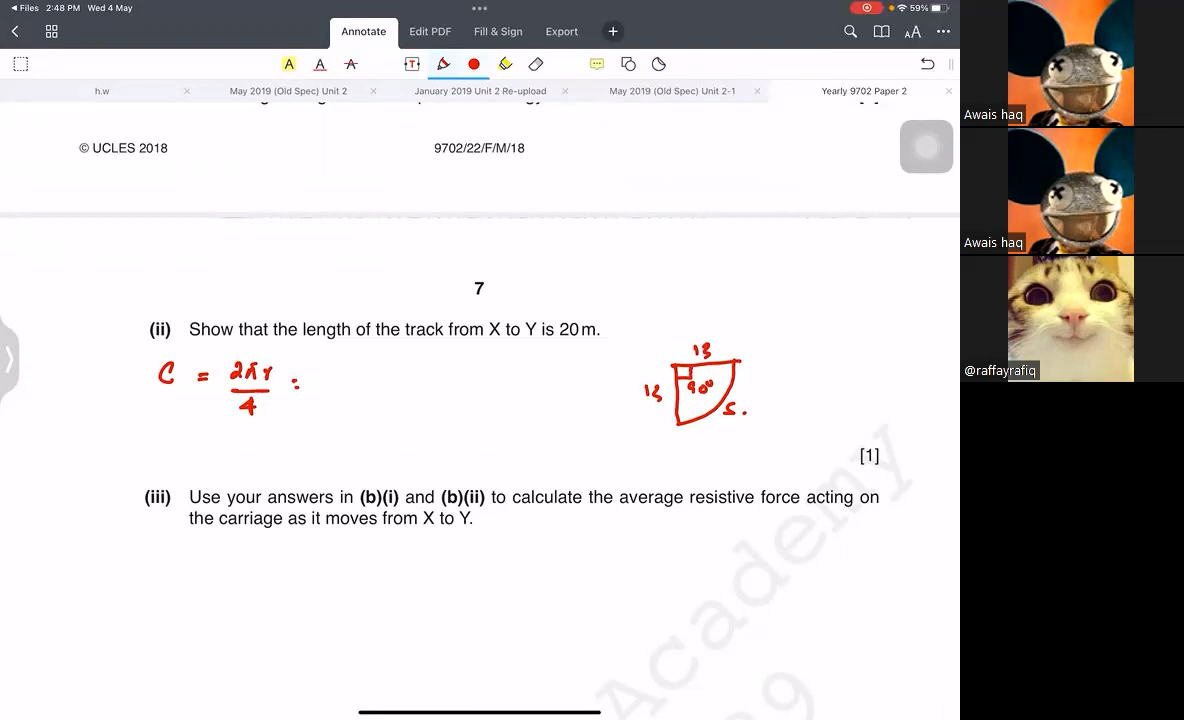 Files 2:48 PM Wed 4 May
59%
Annotate Edit PDF Fill & Sign Export
h.w May 2019 (Old Spec) Unit 2 January 2019 Unit 2 Re-upload May 2019 (Old Spec) Unit 2-1 Yearly 9702 Paper 2
© UCLES 2018 9702/22/F/M/18
7
(ii) Show that the length of the track from X to Y is 20 m.
C = 2πr / 4 :
13
13
90°
S.
[1]
(iii) Use your answers in (b)(i) and (b)(ii) to calculate the average resistive force acting on
the carriage as it moves from X to Y.
Academy
Awais haq
Awais haq
@raffayrafiq